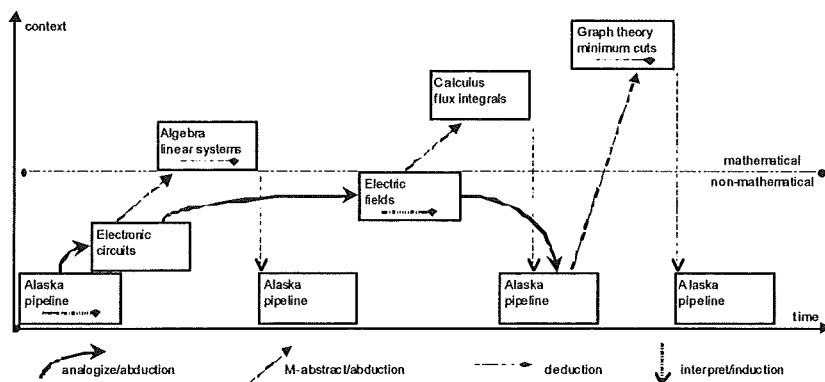 context
Graph theory
minimum cuts
Calculus
flux integrals
Algebra
linear systems
mathematical
non-mathematical
Electric
fields
Electronic
circuits
Alaska
pipeline
Alaska
pipeline
Alaska
pipeline
Alaska
pipeline
time
analogize/abduction
M-abstract/abduction
deduction
interpret/induction